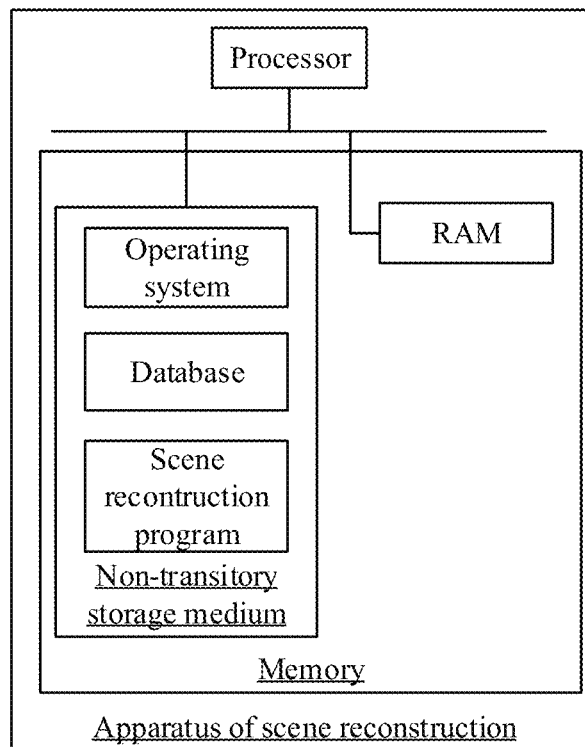 Processor
RAM
Operating
system
Database
Scene
recontruction
program
Non-transitory
storage medium
Memory
Apparatus of scene reconstruction